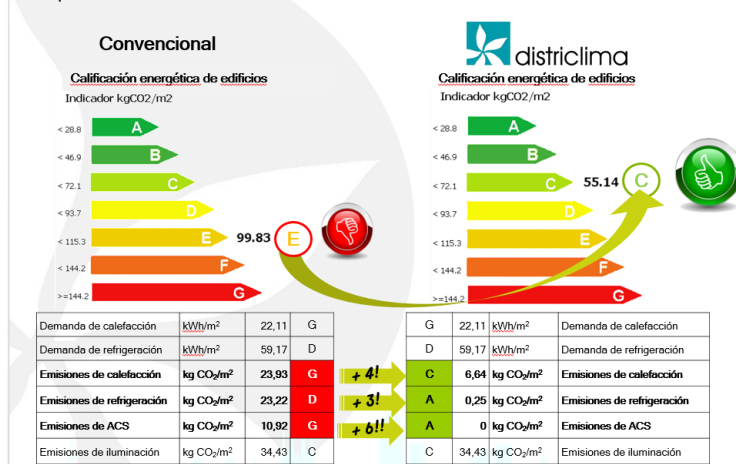 Convencional
Calificación energética de edificios
Indicador kgCO2/m2
< 28.8 A
< 46.9 B
< 72.1 C
< 93.7 D
< 115.3 E 99.83 E
< 144.2 F
>=144.2 G
districlima
Calificación energética de edificios
Indicador kgCO2/m2
< 28.8 A
< 46.9 B
< 72.1 C 55.14 C
< 93.7 D
< 115.3 E
< 144.2 F
>=144.2 G
Demanda de calefacción kWh/m² 22,11 G G 22,11 kWh/m² Demanda de calefacción
Demanda de refrigeración kWh/m² 59,17 D D 59,17 kWh/m² Demanda de refrigeración
Emisiones de calefacción kg CO₂/m² 23,93 G + 4! C 6,64 kg CO₂/m² Emisiones de calefacción
Emisiones de refrigeración kg CO₂/m² 23,22 D + 3! A 0,25 kg CO₂/m² Emisiones de refrigeración
Emisiones de ACS kg CO₂/m² 10,92 G + 6!! A 0 kg CO₂/m² Emisiones de ACS
Emisiones de iluminación kg CO₂/m² 34,43 C C 34,43 kg CO₂/m² Emisiones de iluminación